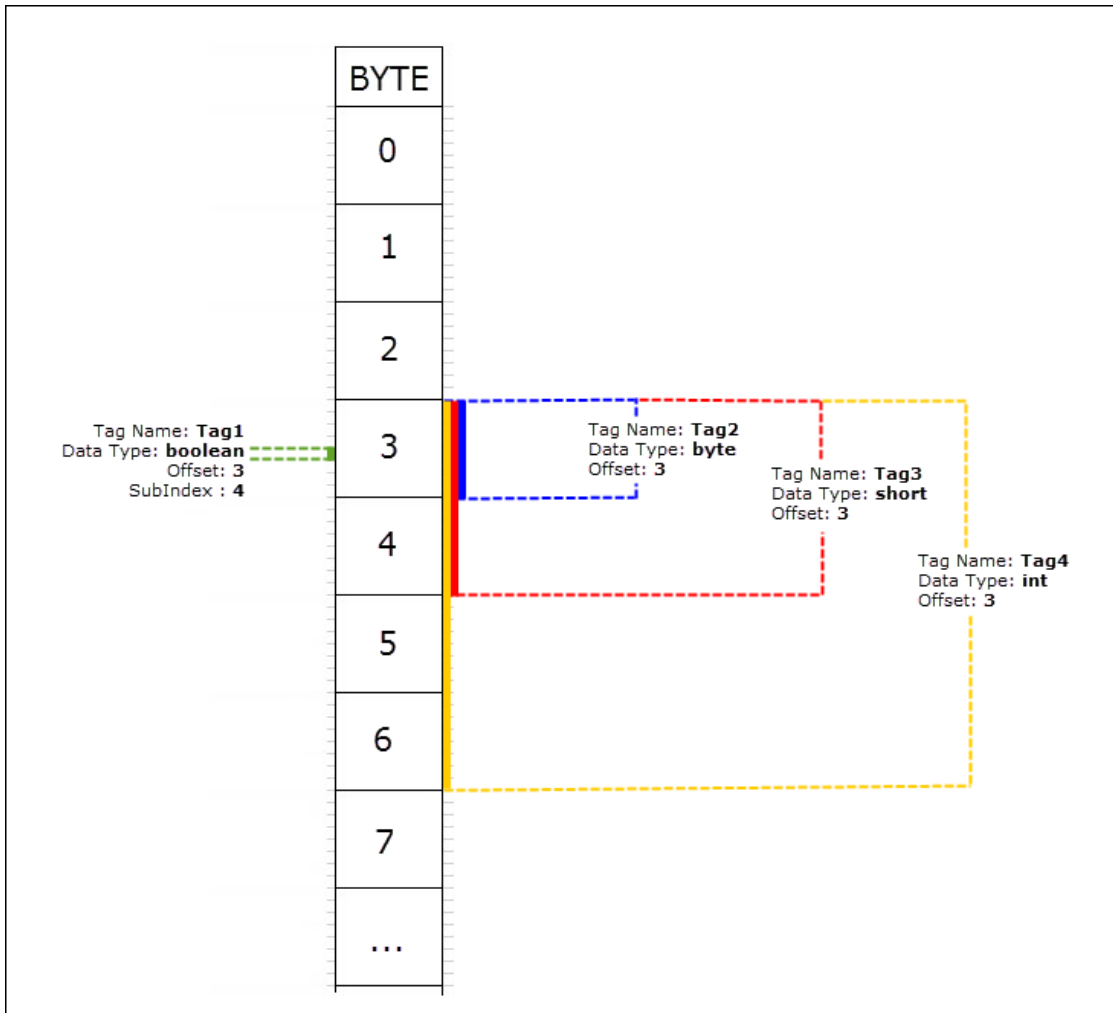 BYTE
0
1
2
3
4
5
6
7
...
Tag Name: Tag1
Data Type: boolean
Offset: 3
SubIndex : 4
Tag Name: Tag2
Data Type: byte
Offset: 3
Tag Name: Tag3
Data Type: short
Offset: 3
Tag Name: Tag4
Data Type: int
Offset: 3